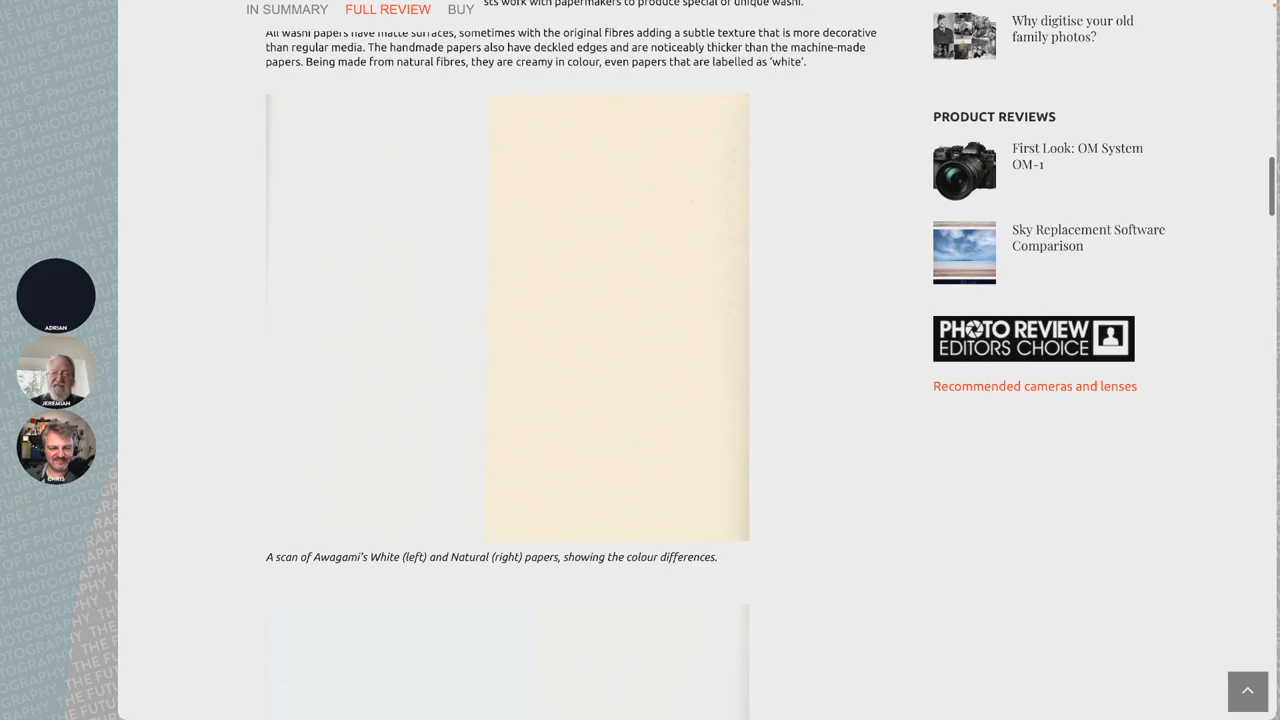 IN SUMMARY
FULL REVIEW
BUY
sts work with papermakers to produce special or unique washi.
All washi papers have matte surfaces, sometimes with the original fibres adding a subtle texture that is more decorative
than regular media. The handmade papers also have deckled edges and are noticeably thicker than the machine-made
papers. Being made from natural fibres, they are creamy in colour, even papers that are labelled as ‘white’.
A scan of Awagami’s White (left) and Natural (right) papers, showing the colour differences.
Why digitise your old
family photos?
PRODUCT REVIEWS
First Look: OM System
OM-1
Sky Replacement Software
Comparison
PHOTO REVIEW
EDITORS CHOICE
Recommended cameras and lenses
ADRIAN
JEREMIAH
CHRIS
THE FUTURE OF PHOTOGRAPHY